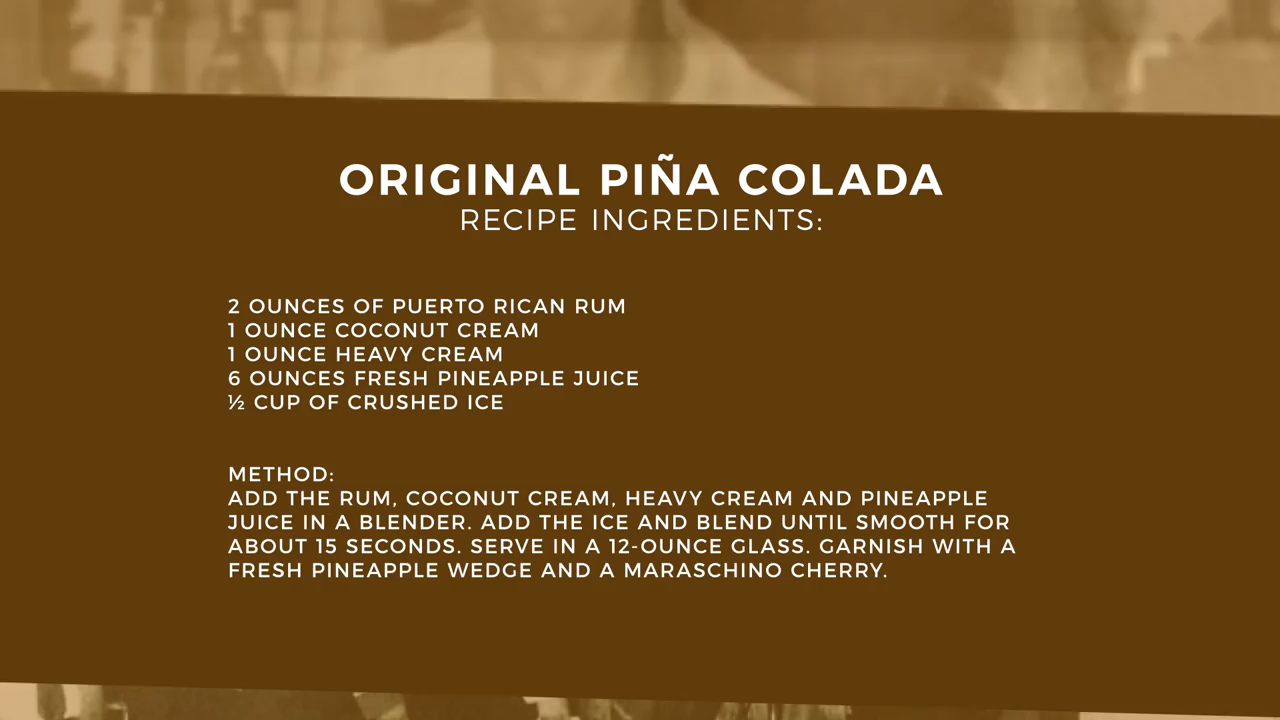 ORIGINAL PIÑA COLADA
RECIPE INGREDIENTS:
2 OUNCES OF PUERTO RICAN RUM
1 OUNCE COCONUT CREAM
1 OUNCE HEAVY CREAM
6 OUNCES FRESH PINEAPPLE JUICE
½ CUP OF CRUSHED ICE
METHOD:
ADD THE RUM, COCONUT CREAM, HEAVY CREAM AND PINEAPPLE
JUICE IN A BLENDER. ADD THE ICE AND BLEND UNTIL SMOOTH FOR
ABOUT 15 SECONDS. SERVE IN A 12-OUNCE GLASS. GARNISH WITH A
FRESH PINEAPPLE WEDGE AND A MARASCHINO CHERRY.